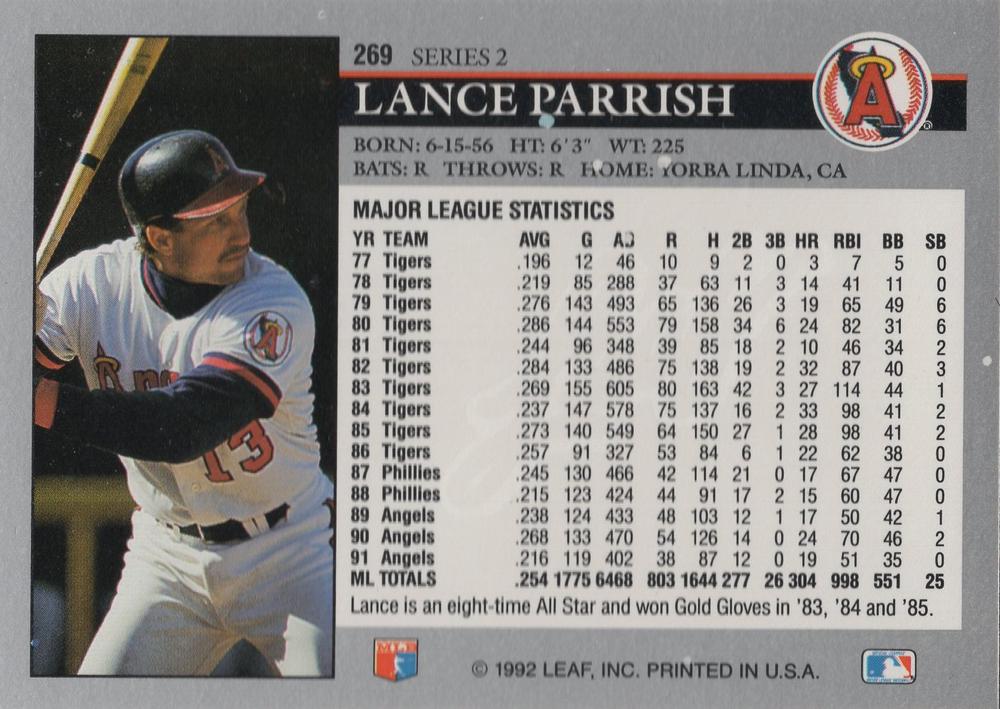 269 SERIES 2
LANCE PARRISH
BORN: 6-15-56 HT: 6'3" WT: 225
BATS: R THROWS: R HOME: YORBA LINDA, CA
MAJOR LEAGUE STATISTICS
YR TEAM AVG G AB R H 2B 3B HR RBI BB SB
77 Tigers .196 12 46 10 9 2 0 3 7 5 0
78 Tigers .219 85 288 37 63 11 3 14 41 11 0
79 Tigers .276 143 493 65 136 26 3 19 65 49 6
80 Tigers .286 144 553 79 158 34 6 24 82 31 6
81 Tigers .244 96 348 39 85 18 2 10 46 34 2
82 Tigers .284 133 486 75 138 19 2 32 87 40 3
83 Tigers .269 155 605 80 163 42 3 27 114 44 1
84 Tigers .237 147 578 75 137 16 2 33 98 41 2
85 Tigers .273 140 549 64 150 27 1 28 98 41 2
86 Tigers .257 91 327 53 84 6 1 22 62 38 0
87 Phillies .245 130 466 42 114 21 0 17 67 47 0
88 Phillies .215 123 424 44 91 17 2 15 60 47 0
89 Angels .238 124 433 48 103 12 1 17 50 42 1
90 Angels .268 133 470 54 126 14 0 24 70 46 2
91 Angels .216 119 402 38 87 12 0 19 51 35 0
ML TOTALS .254 1775 6468 803 1644 277 26 304 998 551 25
Lance is an eight-time All Star and won Gold Gloves in '83, '84 and '85.
© 1992 LEAF, INC. PRINTED IN U.S.A.
A
®
A
A
13